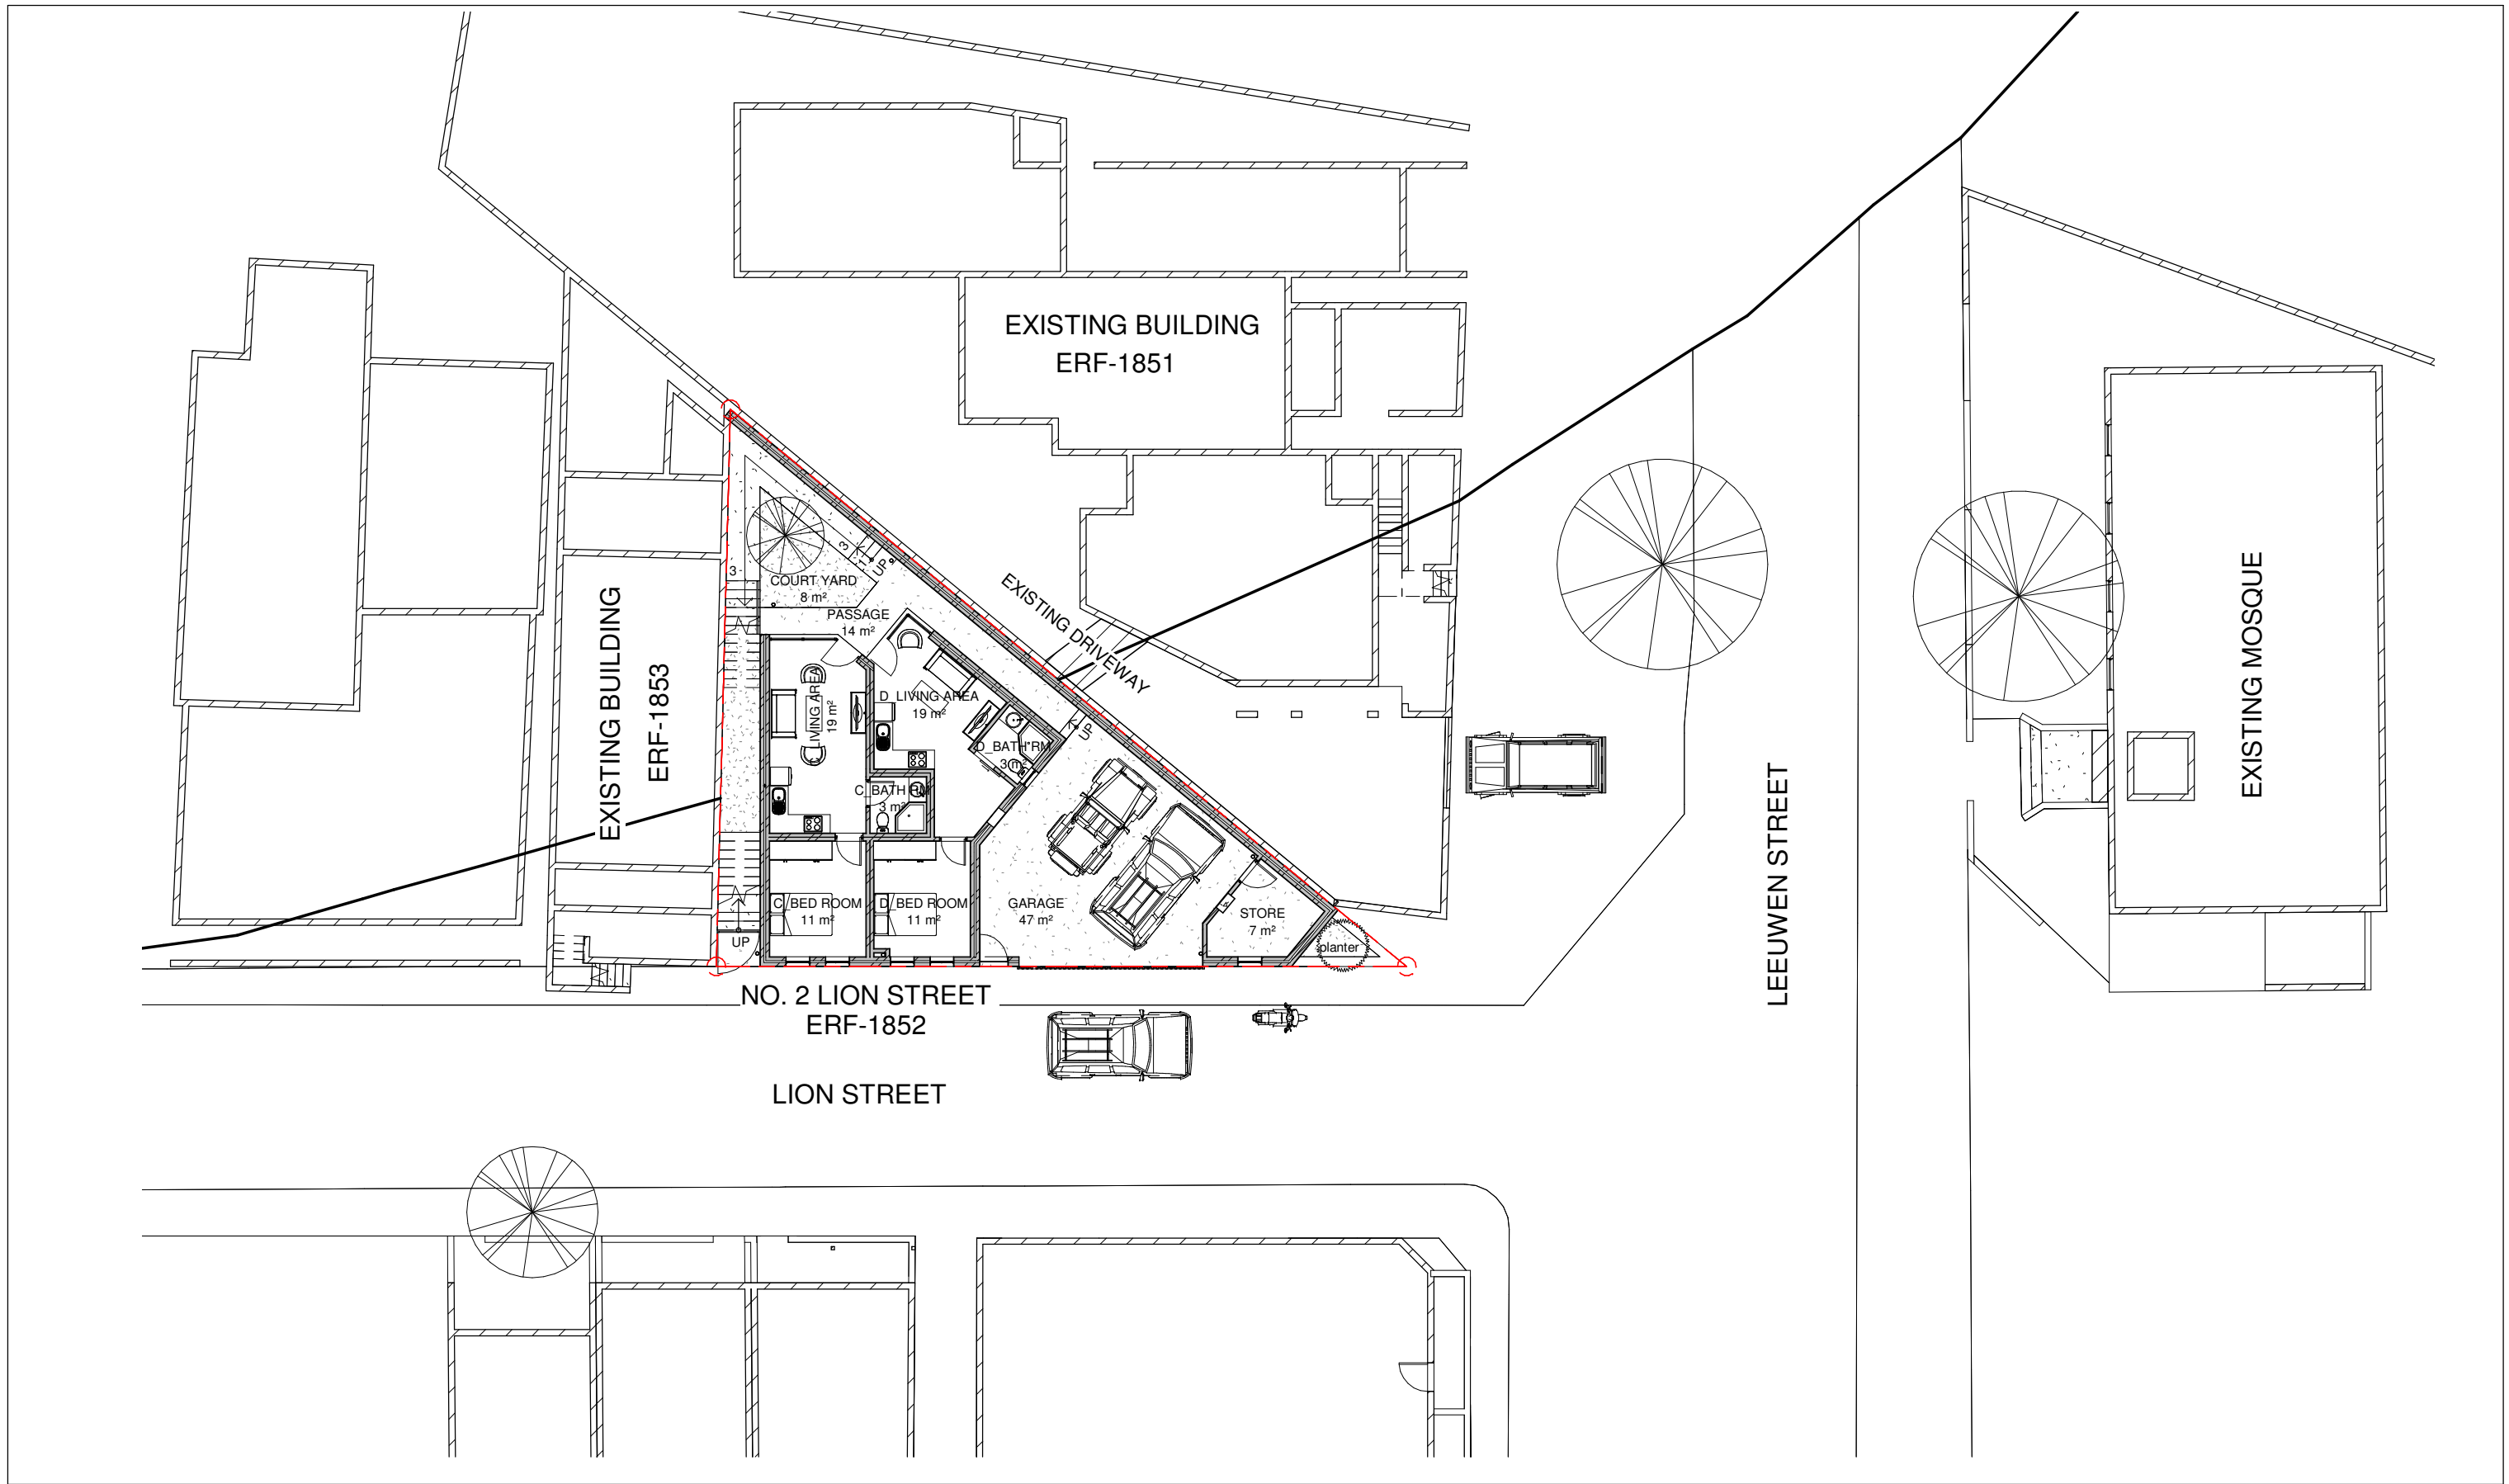 EXISTING BUILDING
ERF-1851
EXISTING DRIVEWAY
EXISTING BUILDING
ERF-1853
3
3
1
UP
COURT YARD
8 m²
PASSAGE
14 m²
LIVING AREA
19 m²
D_LIVING AREA
19 m²
UP
D_BATH RM
3 m²
C_BATH RM
3 m²
C_BED ROOM
11 m²
D_BED ROOM
11 m²
GARAGE
47 m²
STORE
7 m²
planter
UP
NO. 2 LION STREET
ERF-1852
LION STREET
LEEUWEN STREET
EXISTING MOSQUE